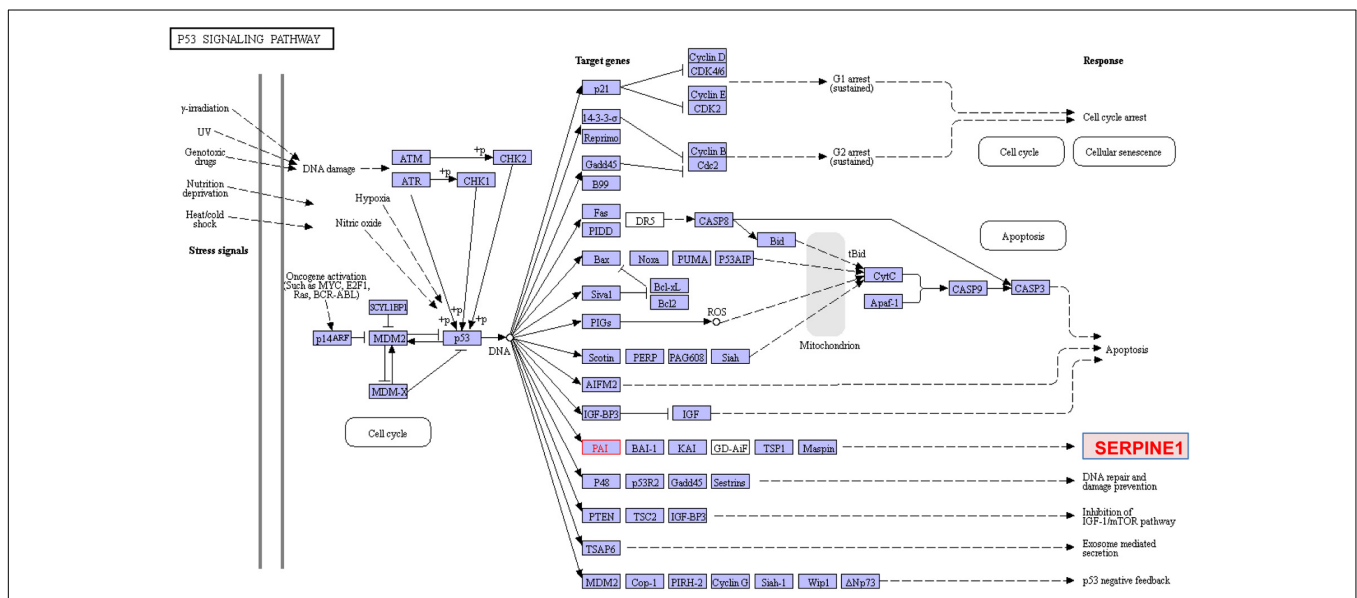 P53 SIGNALING PATHWAY
Target genes
Response
Cyclin D
CDK4/6
p21
G1 arrest
(sustained)
Cyclin E
CDK2
γ-irradiation
14-3-3-σ
Cell cycle arrest
UV
Reprimo
Cyclin B
Cdc2
G2 arrest
(sustained)
Cell cycle
Cellular senescence
Genotoxic
drugs
DNA damage
ATM
+p
CHK2
Gadd45
ATR
+p
CHK1
B99
Nutrition
deprivation
Hypoxia
Heat/cold
shock
Nitric oxide
Fas
DR5
CASP8
PIDD
Bid
Apoptosis
Stress signals
Bax
Noxa
PUMA
P53AIP
tBid
CytC
Oncogene activation
(Such as MYC, E2F1,
Ras, BCR-ABL)
Bcl-xL
Bcl2
Siva1
CASP9
CASP3
Apaf-1
SCYL1BP1
+p
+p
+p
PIGs
ROS
p14ARF
MDM2
p53
DNA
Mitochondrion
Apoptosis
Scotin
PERP
PAG608
Siah
MDM-X
AIFM2
IGF-BP3
IGF
Cell cycle
PAI
BAI-1
KAI
GD-AiF
TSP1
Maspin
SERPINE1
P48
p53R2
Gadd45
Sestrins
DNA repair and
damage prevention
PTEN
TSC2
IGF-BP3
Inhibition of
IGF-1/mTOR pathway
TSAP6
Exosome mediated
secretion
MDM2
Cop-1
PIRH-2
Cyclin G
Siah-1
Wip1
ΔNp73
p53 negative feedback